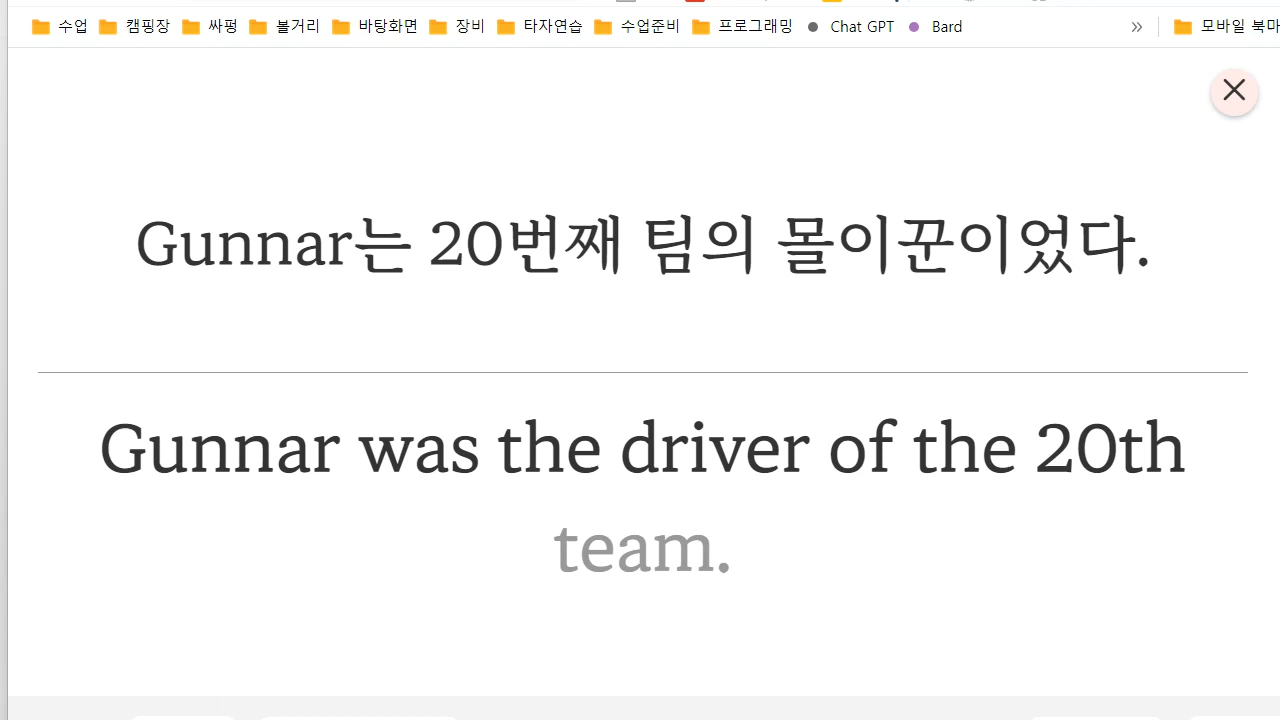 수업 캠핑장 싸펑 볼거리 바탕화면 장비 타자연습 수업준비 프로그래밍 Chat GPT Bard » 모바일 북마
Gunnar는 20번째 팀의 몰이꾼이었다.
Gunnar was the driver of the 20th
team.